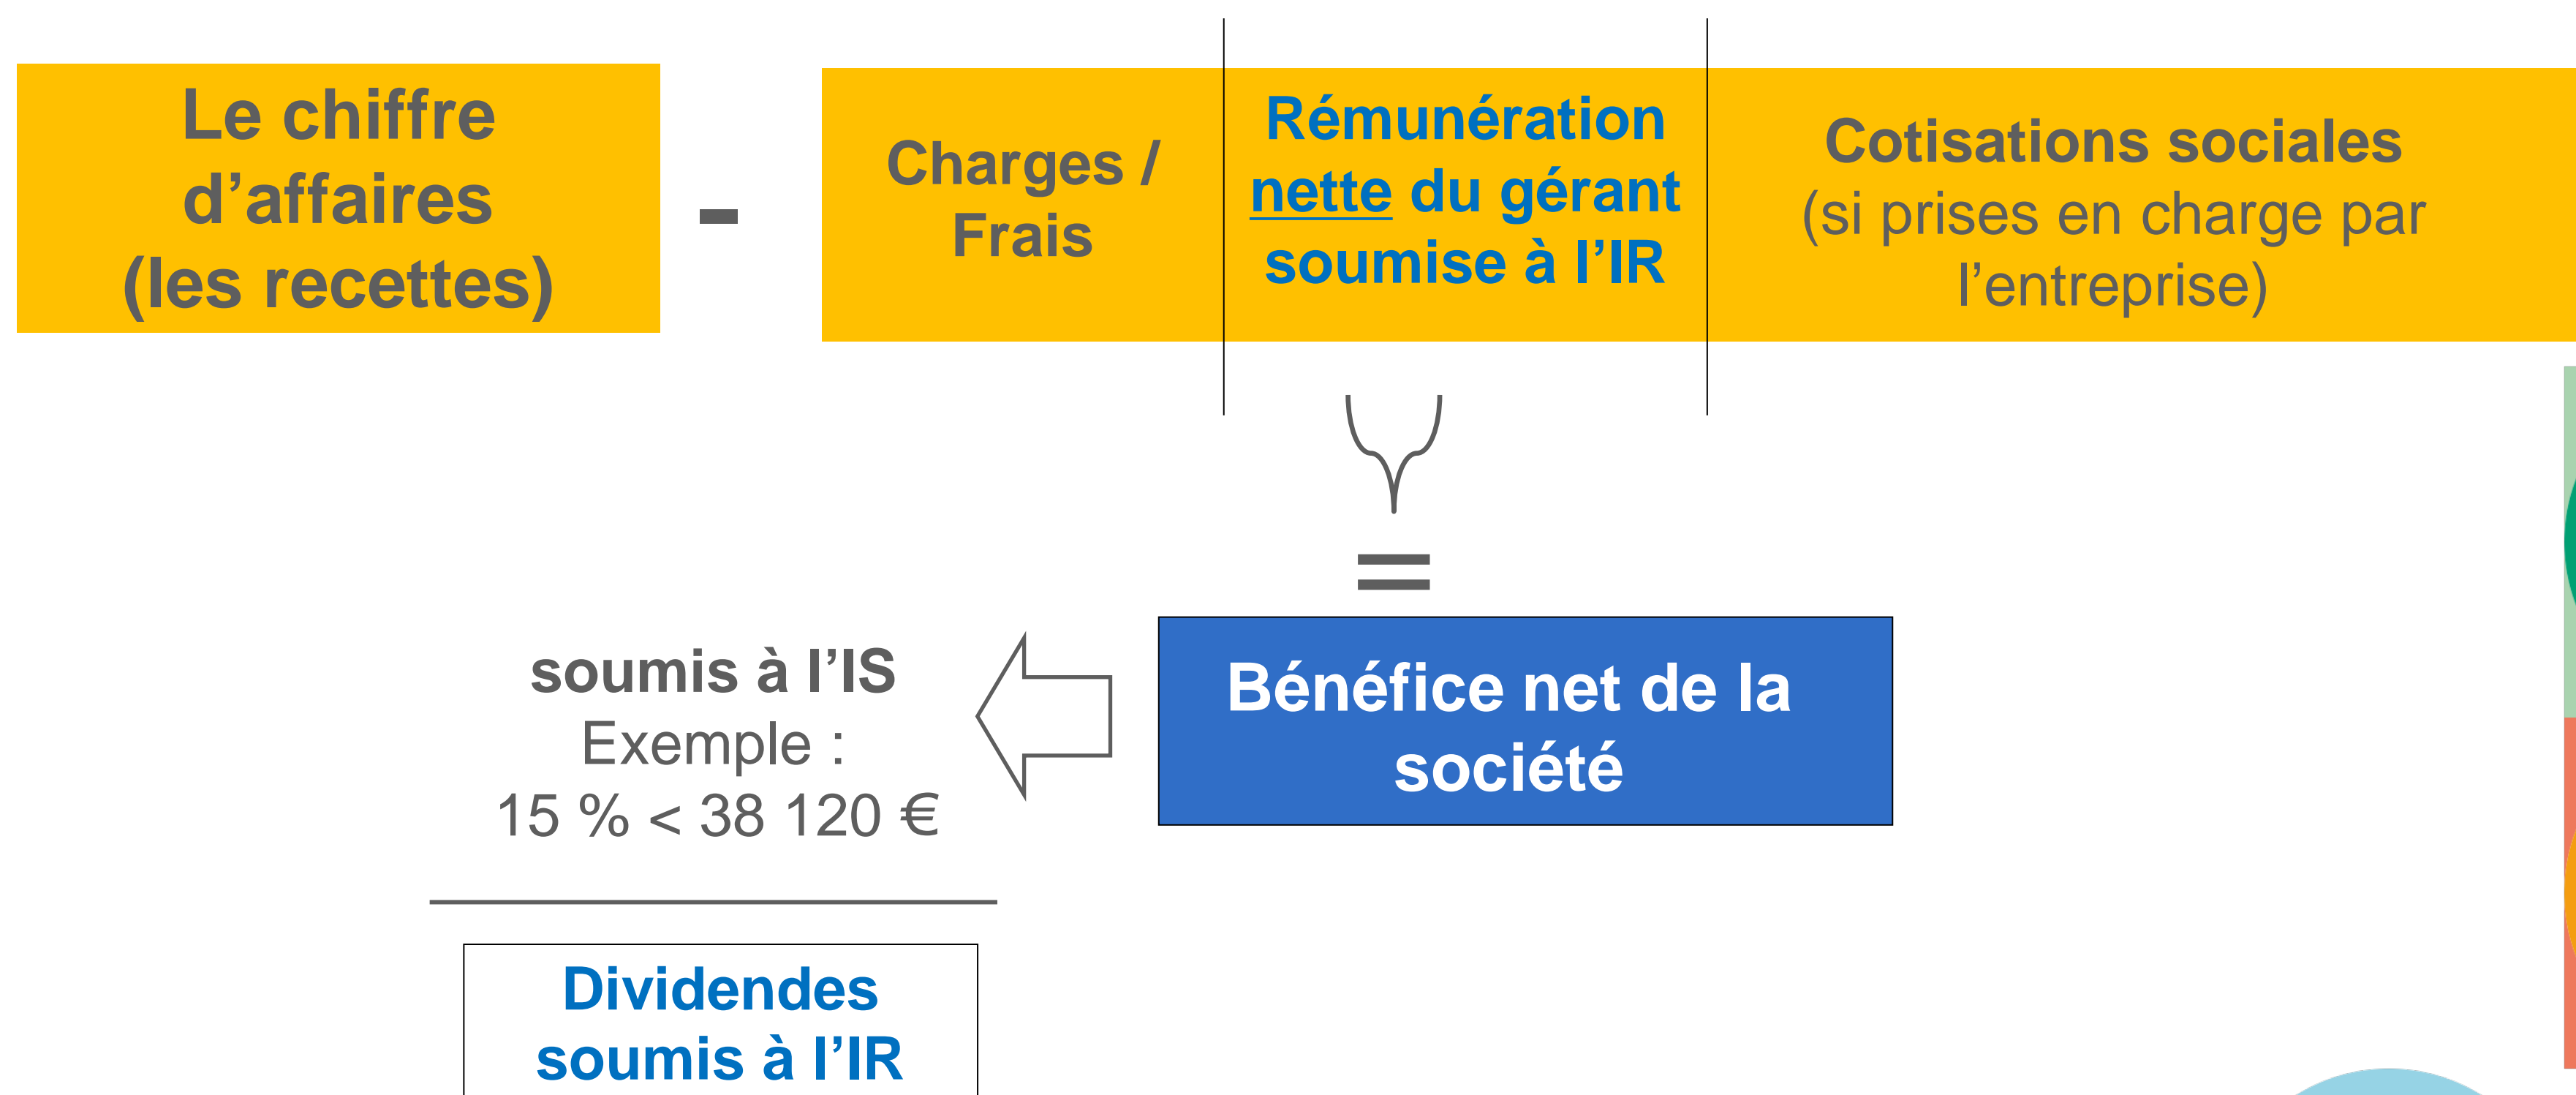 Le chiffre
d’affaires
(les recettes)
-
Charges /
Frais
Rémunération
nette du gérant
soumise à l’IR
Cotisations sociales
(si prises en charge par
l’entreprise)
=
Bénéfice net de la
société
soumis à l’IS
Exemple :
15 % < 38 120 €
Dividendes
soumis à l’IR